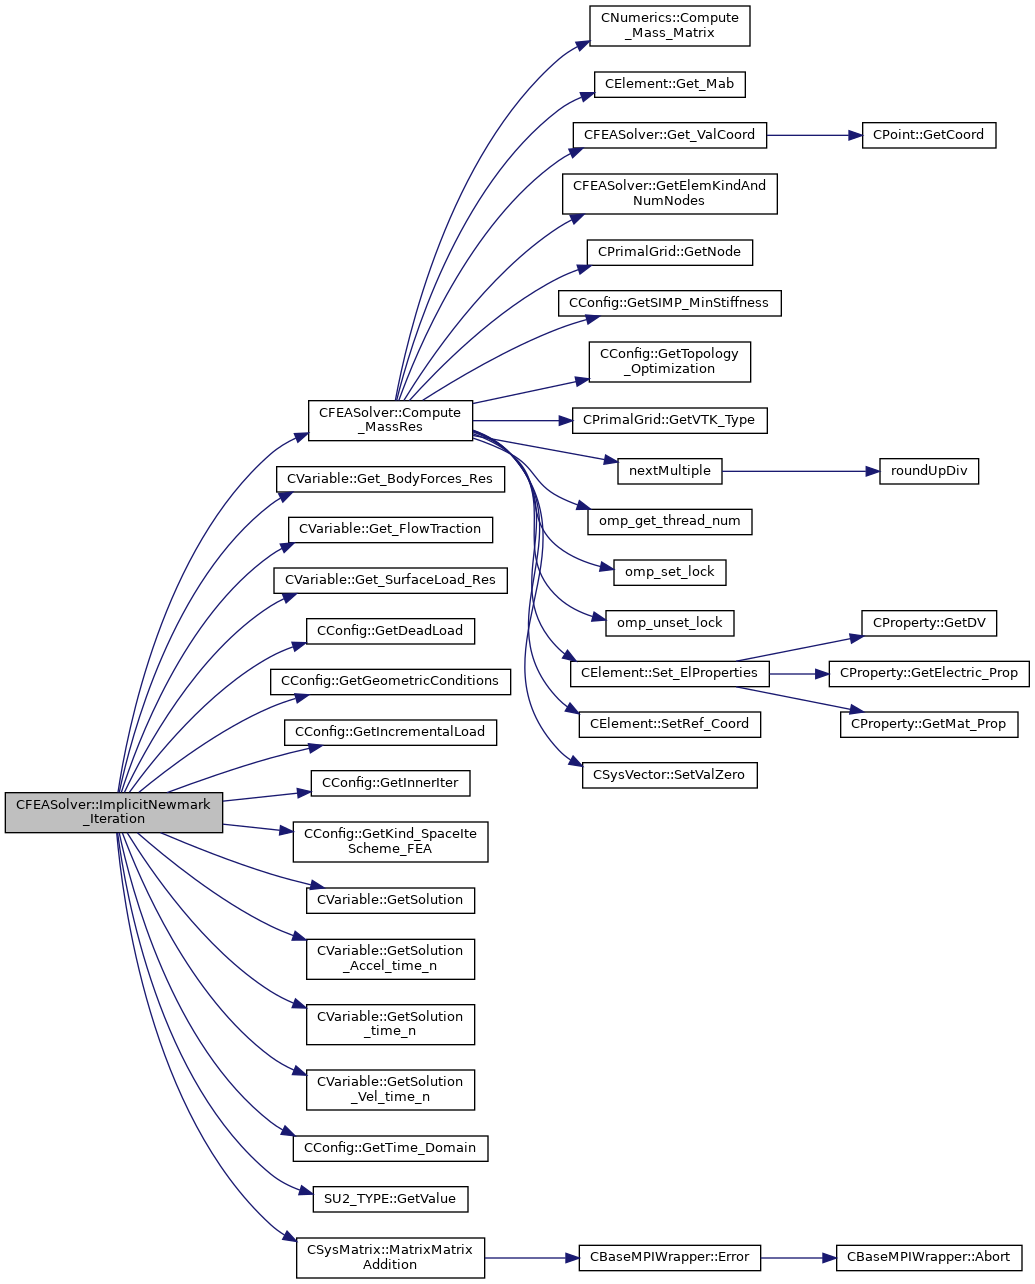 CNumerics::Compute
_Mass_Matrix
CElement::Get_Mab
CFEASolver::Get_ValCoord
CPoint::GetCoord
CFEASolver::GetElemKindAnd
NumNodes
CPrimalGrid::GetNode
CConfig::GetSIMP_MinStiffness
CConfig::GetTopology
_Optimization
CFEASolver::Compute
_MassRes
CPrimalGrid::GetVTK_Type
nextMultiple
roundUpDiv
CVariable::Get_BodyForces_Res
omp_get_thread_num
CVariable::Get_FlowTraction
omp_set_lock
CVariable::Get_SurfaceLoad_Res
omp_unset_lock
CProperty::GetDV
CConfig::GetDeadLoad
CElement::Set_ElProperties
CProperty::GetElectric_Prop
CConfig::GetGeometricConditions
CElement::SetRef_Coord
CProperty::GetMat_Prop
CConfig::GetIncrementalLoad
CSysVector::SetValZero
CConfig::GetInnerIter
CFEASolver::ImplicitNewmark
_Iteration
CConfig::GetKind_SpaceIte
Scheme_FEA
CVariable::GetSolution
CVariable::GetSolution
_Accel_time_n
CVariable::GetSolution
_time_n
CVariable::GetSolution
_Vel_time_n
CConfig::GetTime_Domain
SU2_TYPE::GetValue
CSysMatrix::MatrixMatrix
Addition
CBaseMPIWrapper::Error
CBaseMPIWrapper::Abort